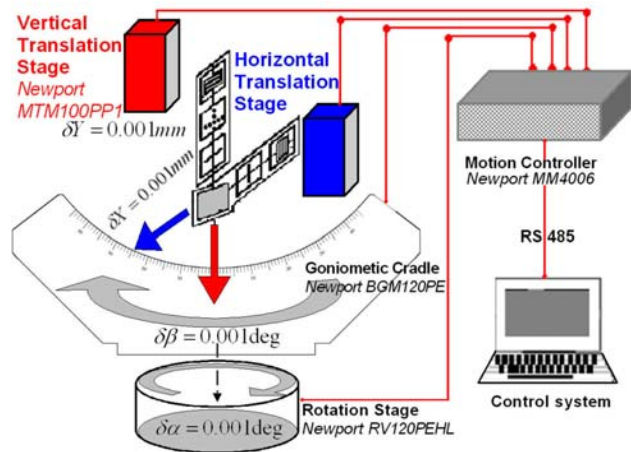 Vertical
Translation
Stage
Newport
MTM100PP1
δY = 0.001mm
Horizontal
Translation
Stage
δX = 0.001mm
Motion Controller
Newport MM4006
RS 485
Goniometic Cradle
Newport BGM120PE
δβ = 0.001deg
Control system
Rotation Stage
Newport RV120PEHL
δα = 0.001deg